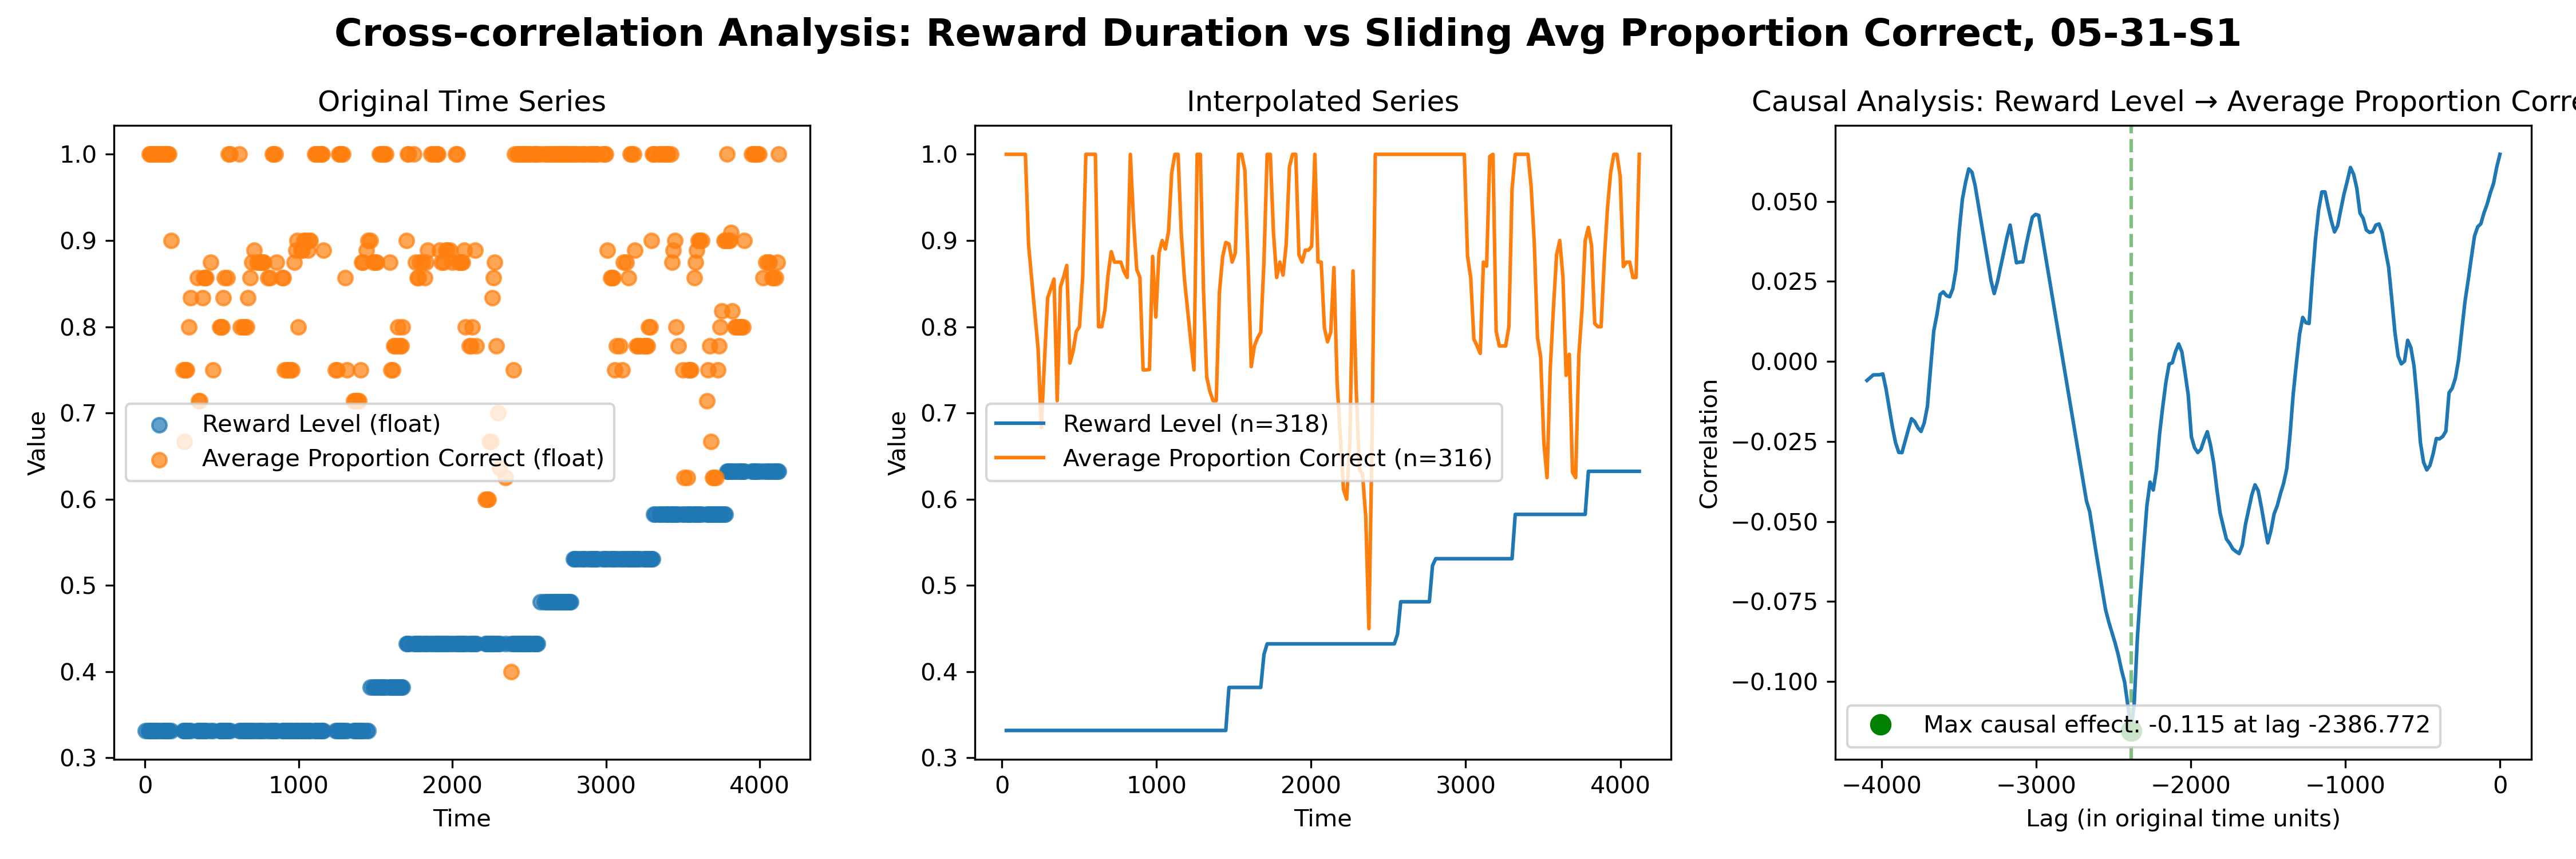 Cross-correlation Analysis: Reward Duration vs Sliding Avg Proportion Correct, 05-31-S1
Original Time Series
Value
1.0
0.9
0.8
0.7
0.6
0.5
0.4
0.3
Reward Level (float)
Average Proportion Correct (float)
0 1000 2000 3000 4000
Time
Interpolated Series
Value
1.0
0.9
0.8
0.7
0.6
0.5
0.4
0.3
Reward Level (n=318)
Average Proportion Correct (n=316)
0 1000 2000 3000 4000
Time
Causal Analysis: Reward Level → Average Proportion Corre
Correlation
0.050
0.025
0.000
−0.025
−0.050
−0.075
−0.100
Max causal effect: -0.115 at lag -2386.772
−4000 −3000 −2000 −1000 0
Lag (in original time units)